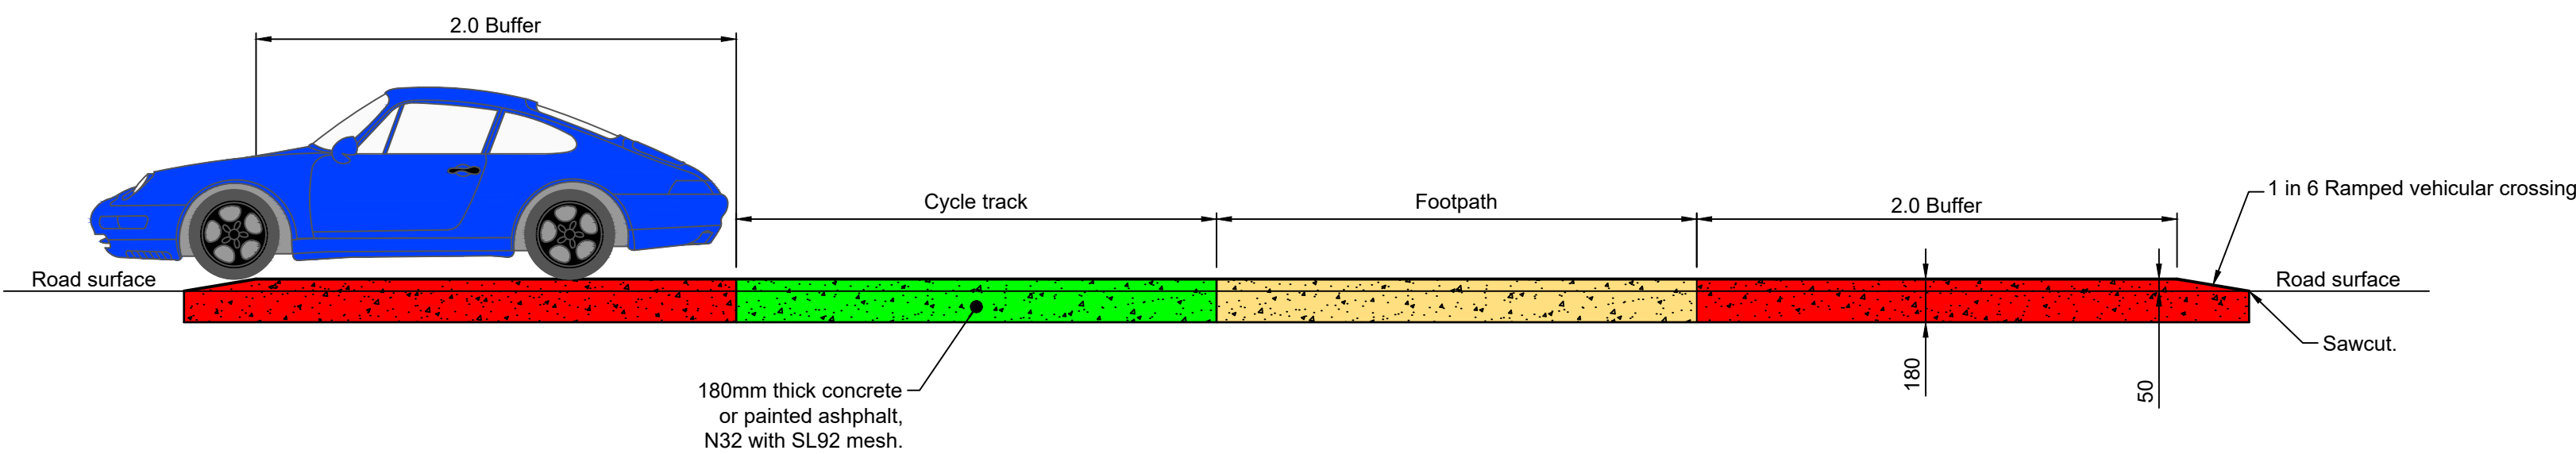 2.0 Buffer
Cycle track
Footpath
2.0 Buffer
1 in 6 Ramped vehicular crossing
Road surface
Road surface
Sawcut.
180mm thick concrete
or painted ashphalt,
N32 with SL92 mesh.
180
50